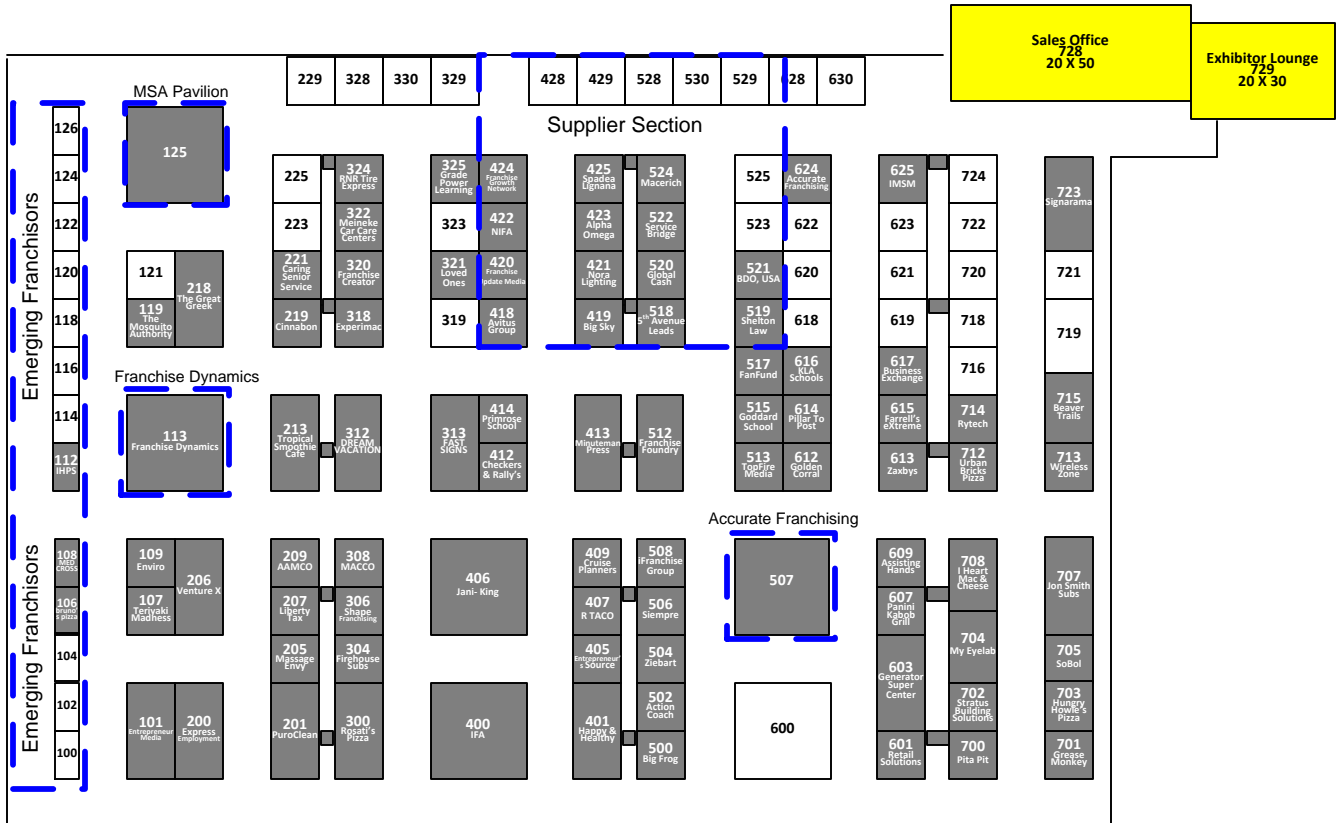 Sales Office
728
20 X 50
Exhibitor Lounge
729
20 X 30
229
328
330
329
428
429
528
530
529
628
630
MSA Pavilion
Supplier Section
Emerging Franchisors
126
124
122
120
118
116
114
112
IHPS
125
121
119
The
Mosquito
Authority
218
The Great
Greek
225
223
221
Caring
Senior
Service
219
Cinnabon
324
RNR Tire
Express
322
Meineke
Car Care
Centers
320
Franchise
Creator
318
Experimac
325
Grade
Power
Learning
323
321
Loved
Ones
319
424
Franchise
Growth
Network
422
NIFA
420
Franchise
Update Media
418
Avitus
Group
425
Spadea
Lignana
423
Alpha
Omega
421
Nora
Lighting
419
Big Sky
524
Macerich
522
Service
Bridge
520
Global
Cash
518
5th Avenue
Leads
525
523
521
BDO, USA
519
Shelton
Law
517
FanFund
515
Goddard
School
513
TopFire
Media
624
Accurate
Franchising
622
620
618
616
KLA
Schools
614
Pillar To
Post
612
Golden
Corral
625
IMSM
623
621
619
617
Business
Exchange
615
Farrell's
eXtreme
613
Zaxbys
724
722
720
718
716
714
Rytech
712
Urban
Bricks
Pizza
723
Signarama
721
719
715
Beaver
Trails
713
Wireless
Zone
Franchise Dynamics
113
Franchise Dynamics
213
Tropical
Smoothie
Cafe
312
DREAM
VACATION
313
FAST
SIGNS
414
Primrose
School
412
Checkers
& Rally's
413
Minuteman
Press
512
Franchise
Foundry
Accurate Franchising
Emerging Franchisors
108
MED
CROSS
106
bruno'
s pizza
104
102
100
109
Enviro
107
Teriyaki
Madness
206
Venture X
101
Entrepreneur
Media
200
Express
Employment
209
AAMCO
207
Liberty
Tax
205
Massage
Envy
201
PuroClean
308
MACCO
306
Shape
Franchising
304
Firehouse
Subs
300
Rosati's
Pizza
406
Jani- King
400
IFA
409
Cruise
Planners
407
R TACO
405
Entrepreneur'
s Source
401
Happy &
Healthy
508
iFranchise
Group
506
Siempre
504
Ziebart
502
Action
Coach
500
Big Frog
507
600
609
Assisting
Hands
607
Panini
Kabob
Grill
603
Generator
Super
Center
601
Retail
Solutions
708
I Heart
Mac &
Cheese
704
My Eyelab
702
Stratus
Building
Solutions
700
Pita Pit
707
Jon Smith
Subs
705
SoBol
703
Hungry
Howle's
Pizza
701
Grease
Monkey